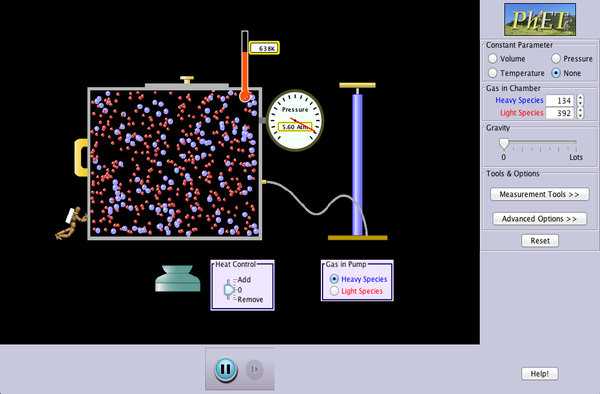 PhET
638K
Pressure
5.60 Atm
Constant Parameter
Volume
Pressure
Temperature
None
Gas in Chamber
Heavy Species 134
Light Species 392
Gravity
0 Lots
Tools & Options
Measurement Tools >>
Advanced Options >>
Reset
Heat Control
Add
0
Remove
Gas in Pump
Heavy Species
Light Species
Help!